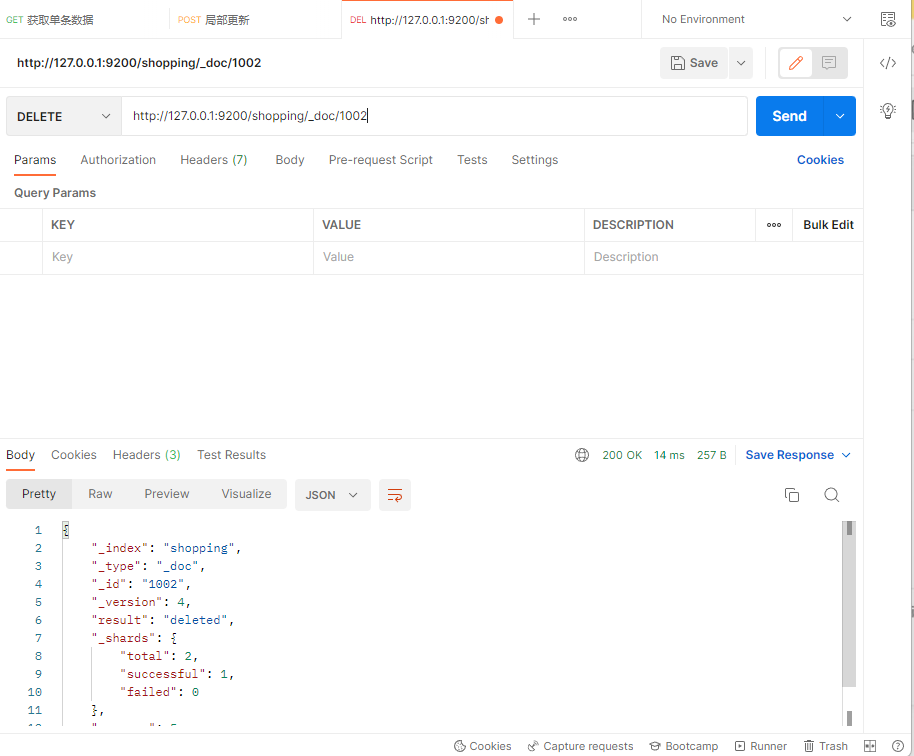 GET 获取单条数据 POST 局部更新 DEL http://127.0.0.1:9200/sh No Environment
http://127.0.0.1:9200/shopping/_doc/1002 Save
DELETE http://127.0.0.1:9200/shopping/_doc/1002 Send
Params Authorization Headers (7) Body Pre-request Script Tests Settings Cookies
Query Params
KEY VALUE DESCRIPTION Bulk Edit
Key Value Description
Body Cookies Headers (3) Test Results 200 OK 14 ms 257 B Save Response
Pretty Raw Preview Visualize JSON
1 {
2 "_index": "shopping",
3 "_type": "_doc",
4 "_id": "1002",
5 "_version": 4,
6 "result": "deleted",
7 "_shards": {
8 "total": 2,
9 "successful": 1,
10 "failed": 0
11 },
Cookies Capture requests Bootcamp Runner Trash